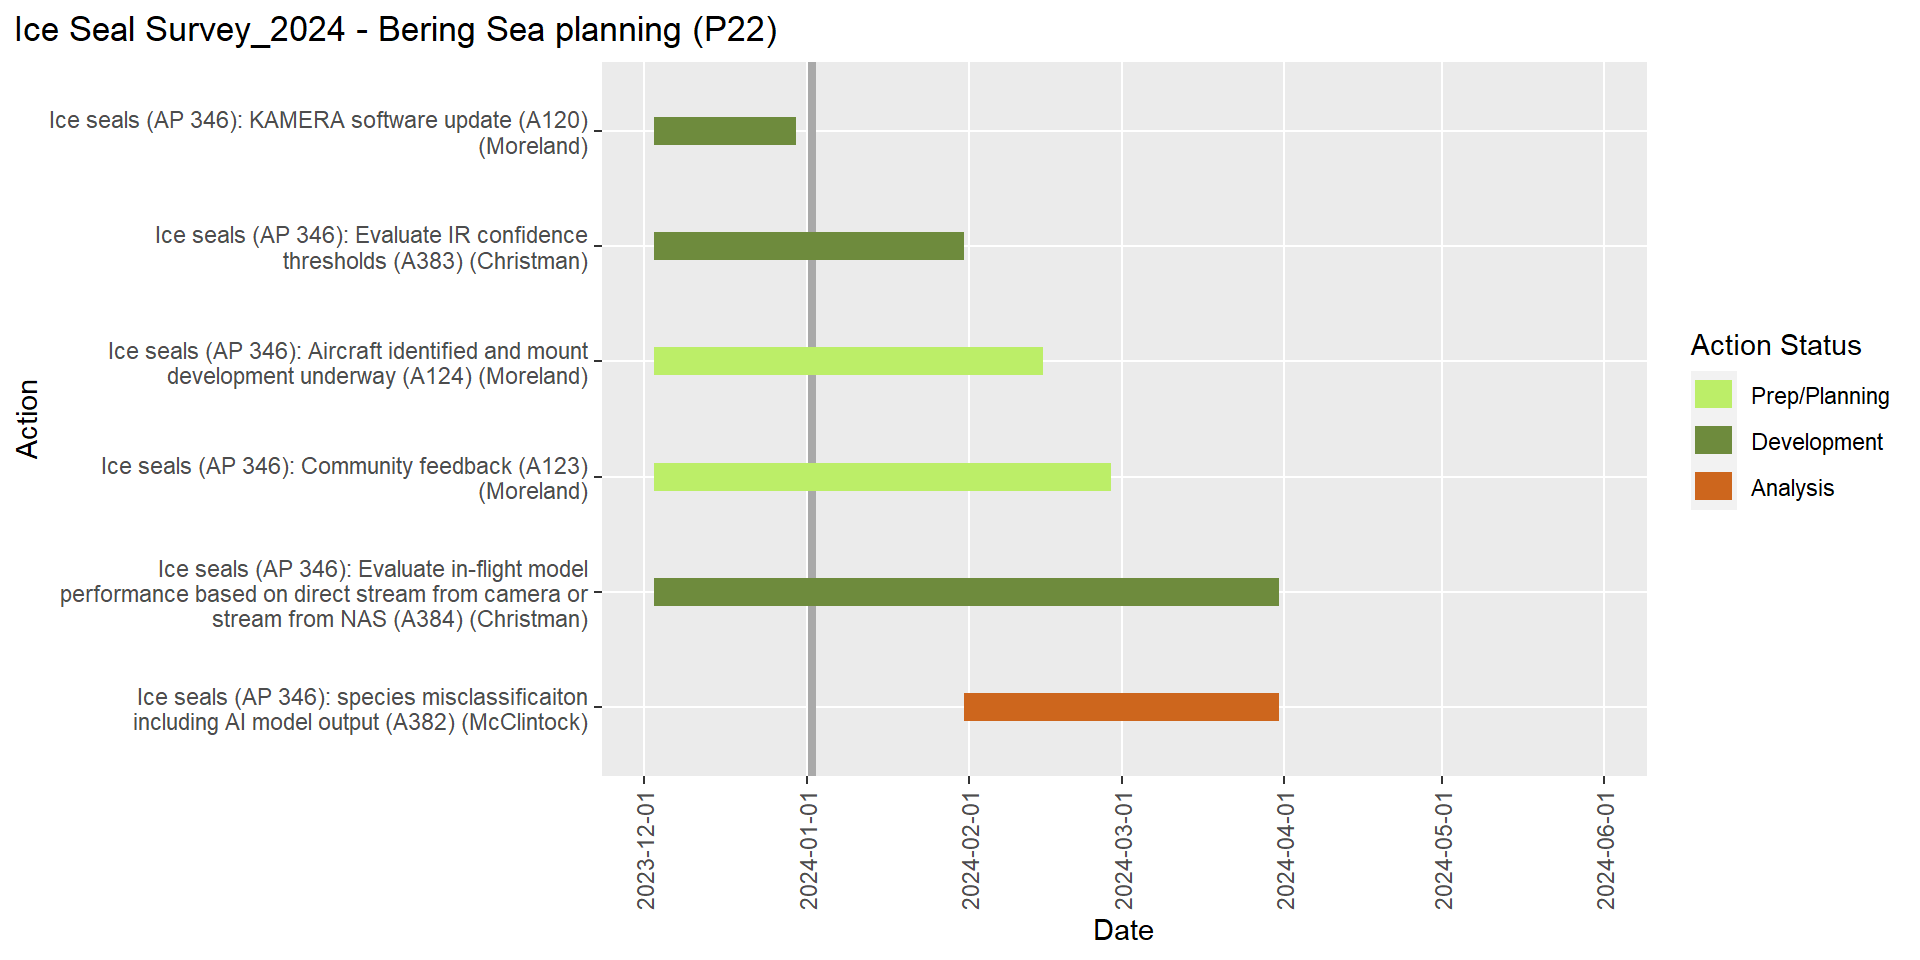 Ice Seal Survey_2024 - Bering Sea planning (P22)
Action
Ice seals (AP 346): KAMERA software update (A120)
(Moreland)
Ice seals (AP 346): Evaluate IR confidence
thresholds (A383) (Christman)
Ice seals (AP 346): Aircraft identified and mount
development underway (A124) (Moreland)
Ice seals (AP 346): Community feedback (A123)
(Moreland)
Ice seals (AP 346): Evaluate in-flight model
performance based on direct stream from camera or
stream from NAS (A384) (Christman)
Ice seals (AP 346): species misclassificaiton
including AI model output (A382) (McClintock)
2023-12-01
2024-01-01
2024-02-01
2024-03-01
2024-04-01
2024-05-01
2024-06-01
Date
Action Status
Prep/Planning
Development
Analysis